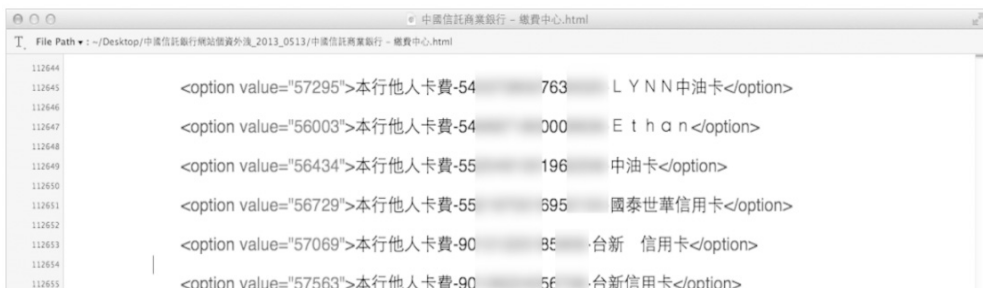 中國信託商業銀行 – 繳費中心.html
File Path ▾ : ~/Desktop/中國信託銀行網站個資外洩_2013_0513/中國信託商業銀行 – 繳費中心.html
112644
112645 <option value="57295">本行他人卡費-54 763 ＬＹＮＮ中油卡</option>
112646
112647 <option value="56003">本行他人卡費-54 000 Ｅｔｈａｎ</option>
112648
112649 <option value="56434">本行他人卡費-55 196 中油卡</option>
112650
112651 <option value="56729">本行他人卡費-55 695 國泰世華信用卡</option>
112652
112653 <option value="57069">本行他人卡費-90 85 -台新　信用卡</option>
112654
112655 <option value="57563">本行他人卡費-90 56 -台新信用卡</option>